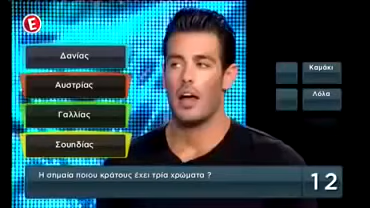 E
Δανίας
Αυστρίας
Γαλλίας
Σουηδίας
Καμάκι
Λόλα
Η σημαία ποιου κράτους έχει τρία χρώματα ?
12